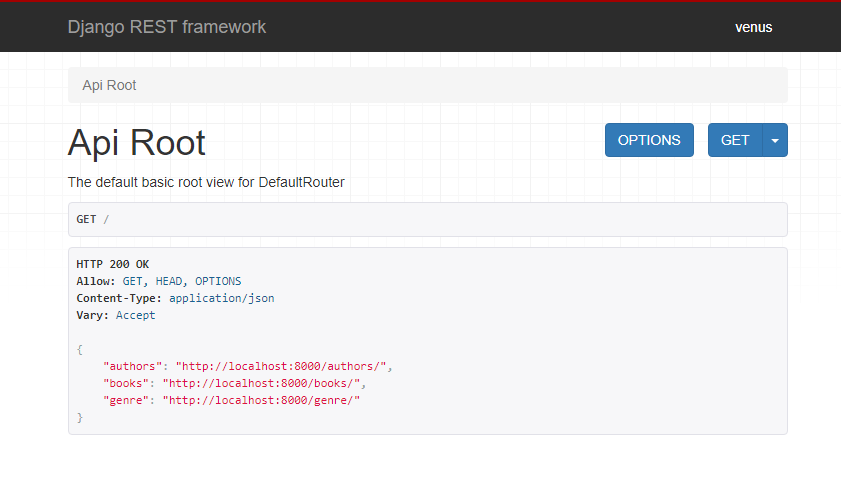 Django REST framework
venus
Api Root
Api Root
OPTIONS
GET
The default basic root view for DefaultRouter
GET /
HTTP 200 OK
Allow: GET, HEAD, OPTIONS
Content-Type: application/json
Vary: Accept
{
    "authors": "http://localhost:8000/authors/",
    "books": "http://localhost:8000/books/",
    "genre": "http://localhost:8000/genre/"
}